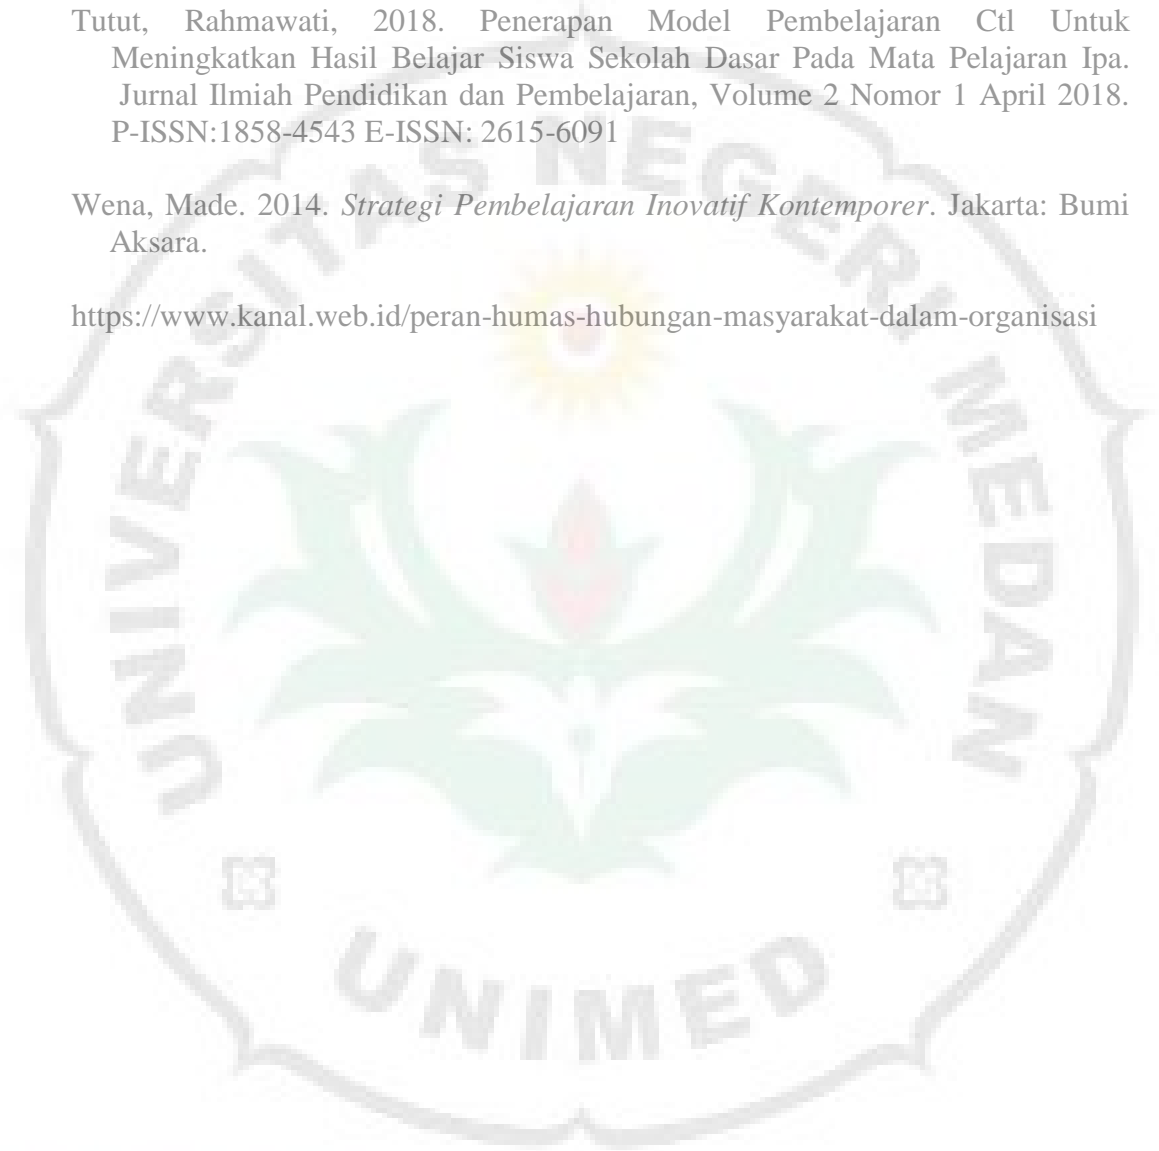 Tutut, Rahmawati, 2018. Penerapan Model Pembelajaran Ctl Untuk
Meningkatkan Hasil Belajar Siswa Sekolah Dasar Pada Mata Pelajaran Ipa.
Jurnal Ilmiah Pendidikan dan Pembelajaran, Volume 2 Nomor 1 April 2018.
P-ISSN:1858-4543 E-ISSN: 2615-6091
Wena, Made. 2014. Strategi Pembelajaran Inovatif Kontemporer. Jakarta: Bumi
Aksara.
https://www.kanal.web.id/peran-humas-hubungan-masyarakat-dalam-organisasi
UNIVERSITAS NEGERI MEDAN
UNIMED